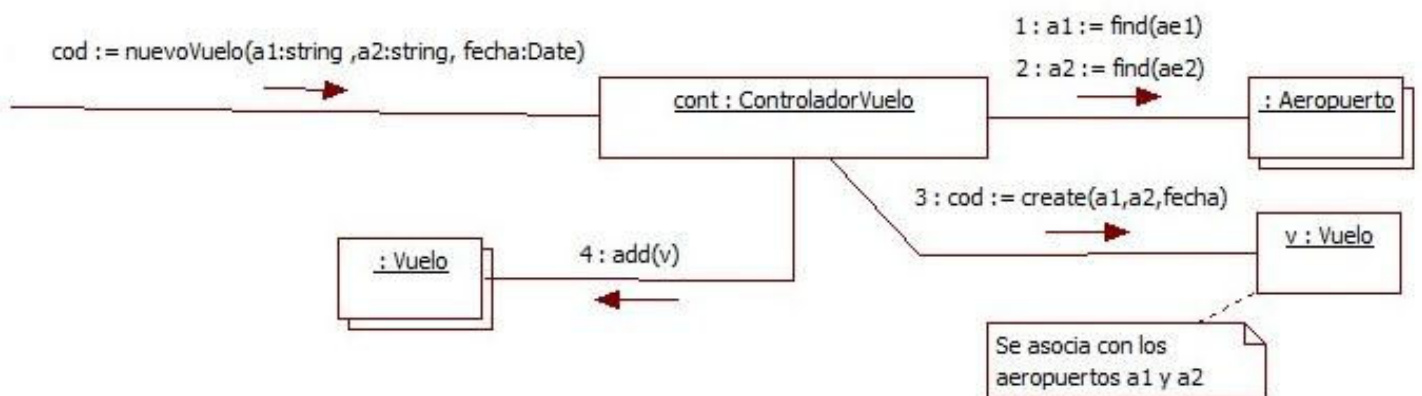 1 : a1 := find(ae1)
cod := nuevoVuelo(a1:string ,a2:string, fecha:Date)
2 : a2 := find(ae2)
cont : ControladorVuelo
: Aeropuerto
3 : cod := create(a1,a2,fecha)
v : Vuelo
: Vuelo
4 : add(v)
Se asocia con los
aeropuertos a1 y a2